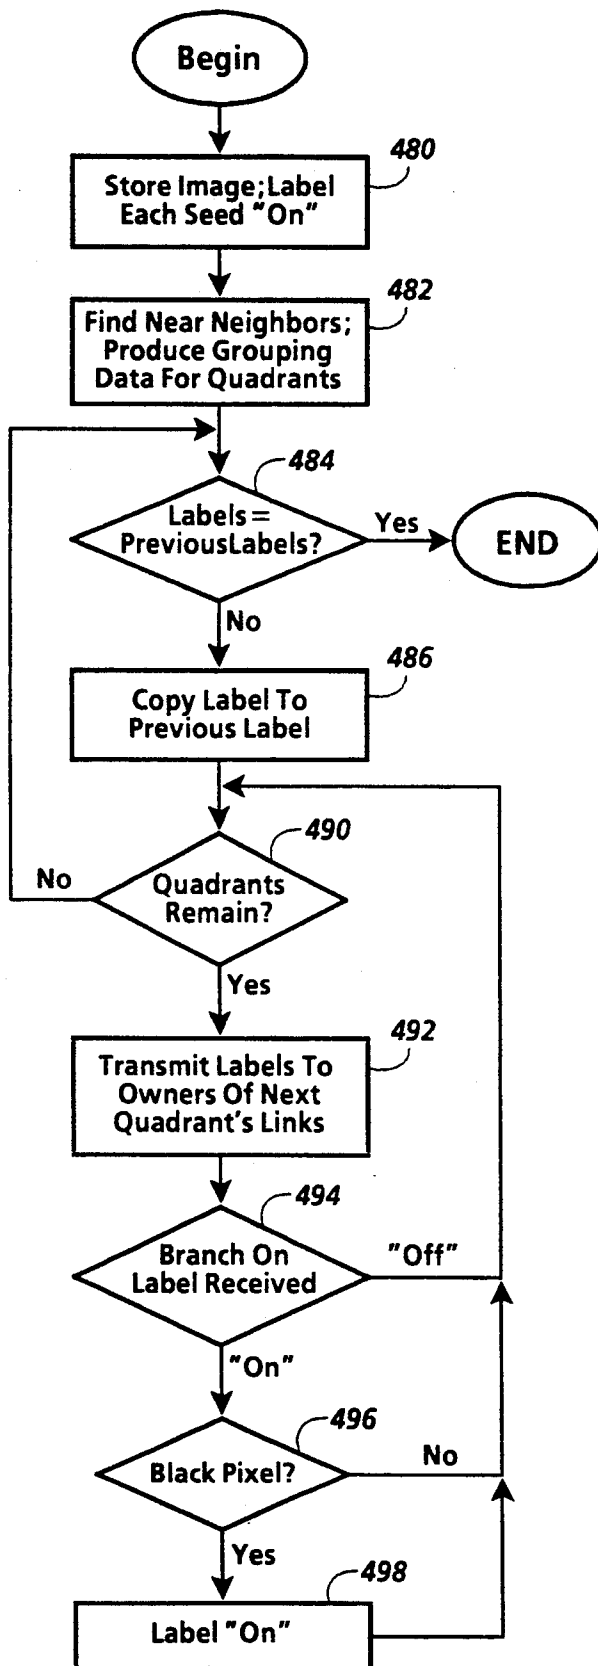 Begin
480
Store Image; Label
Each Seed "On"
482
Find Near Neighbors;
Produce Grouping
Data For Quadrants
484
Labels =
PreviousLabels?
Yes
END
No
486
Copy Label To
Previous Label
490
No
Quadrants
Remain?
Yes
492
Transmit Labels To
Owners Of Next
Quadrant's Links
494
Branch On
Label Received
"Off"
"On"
496
Black Pixel?
No
Yes
498
Label "On"